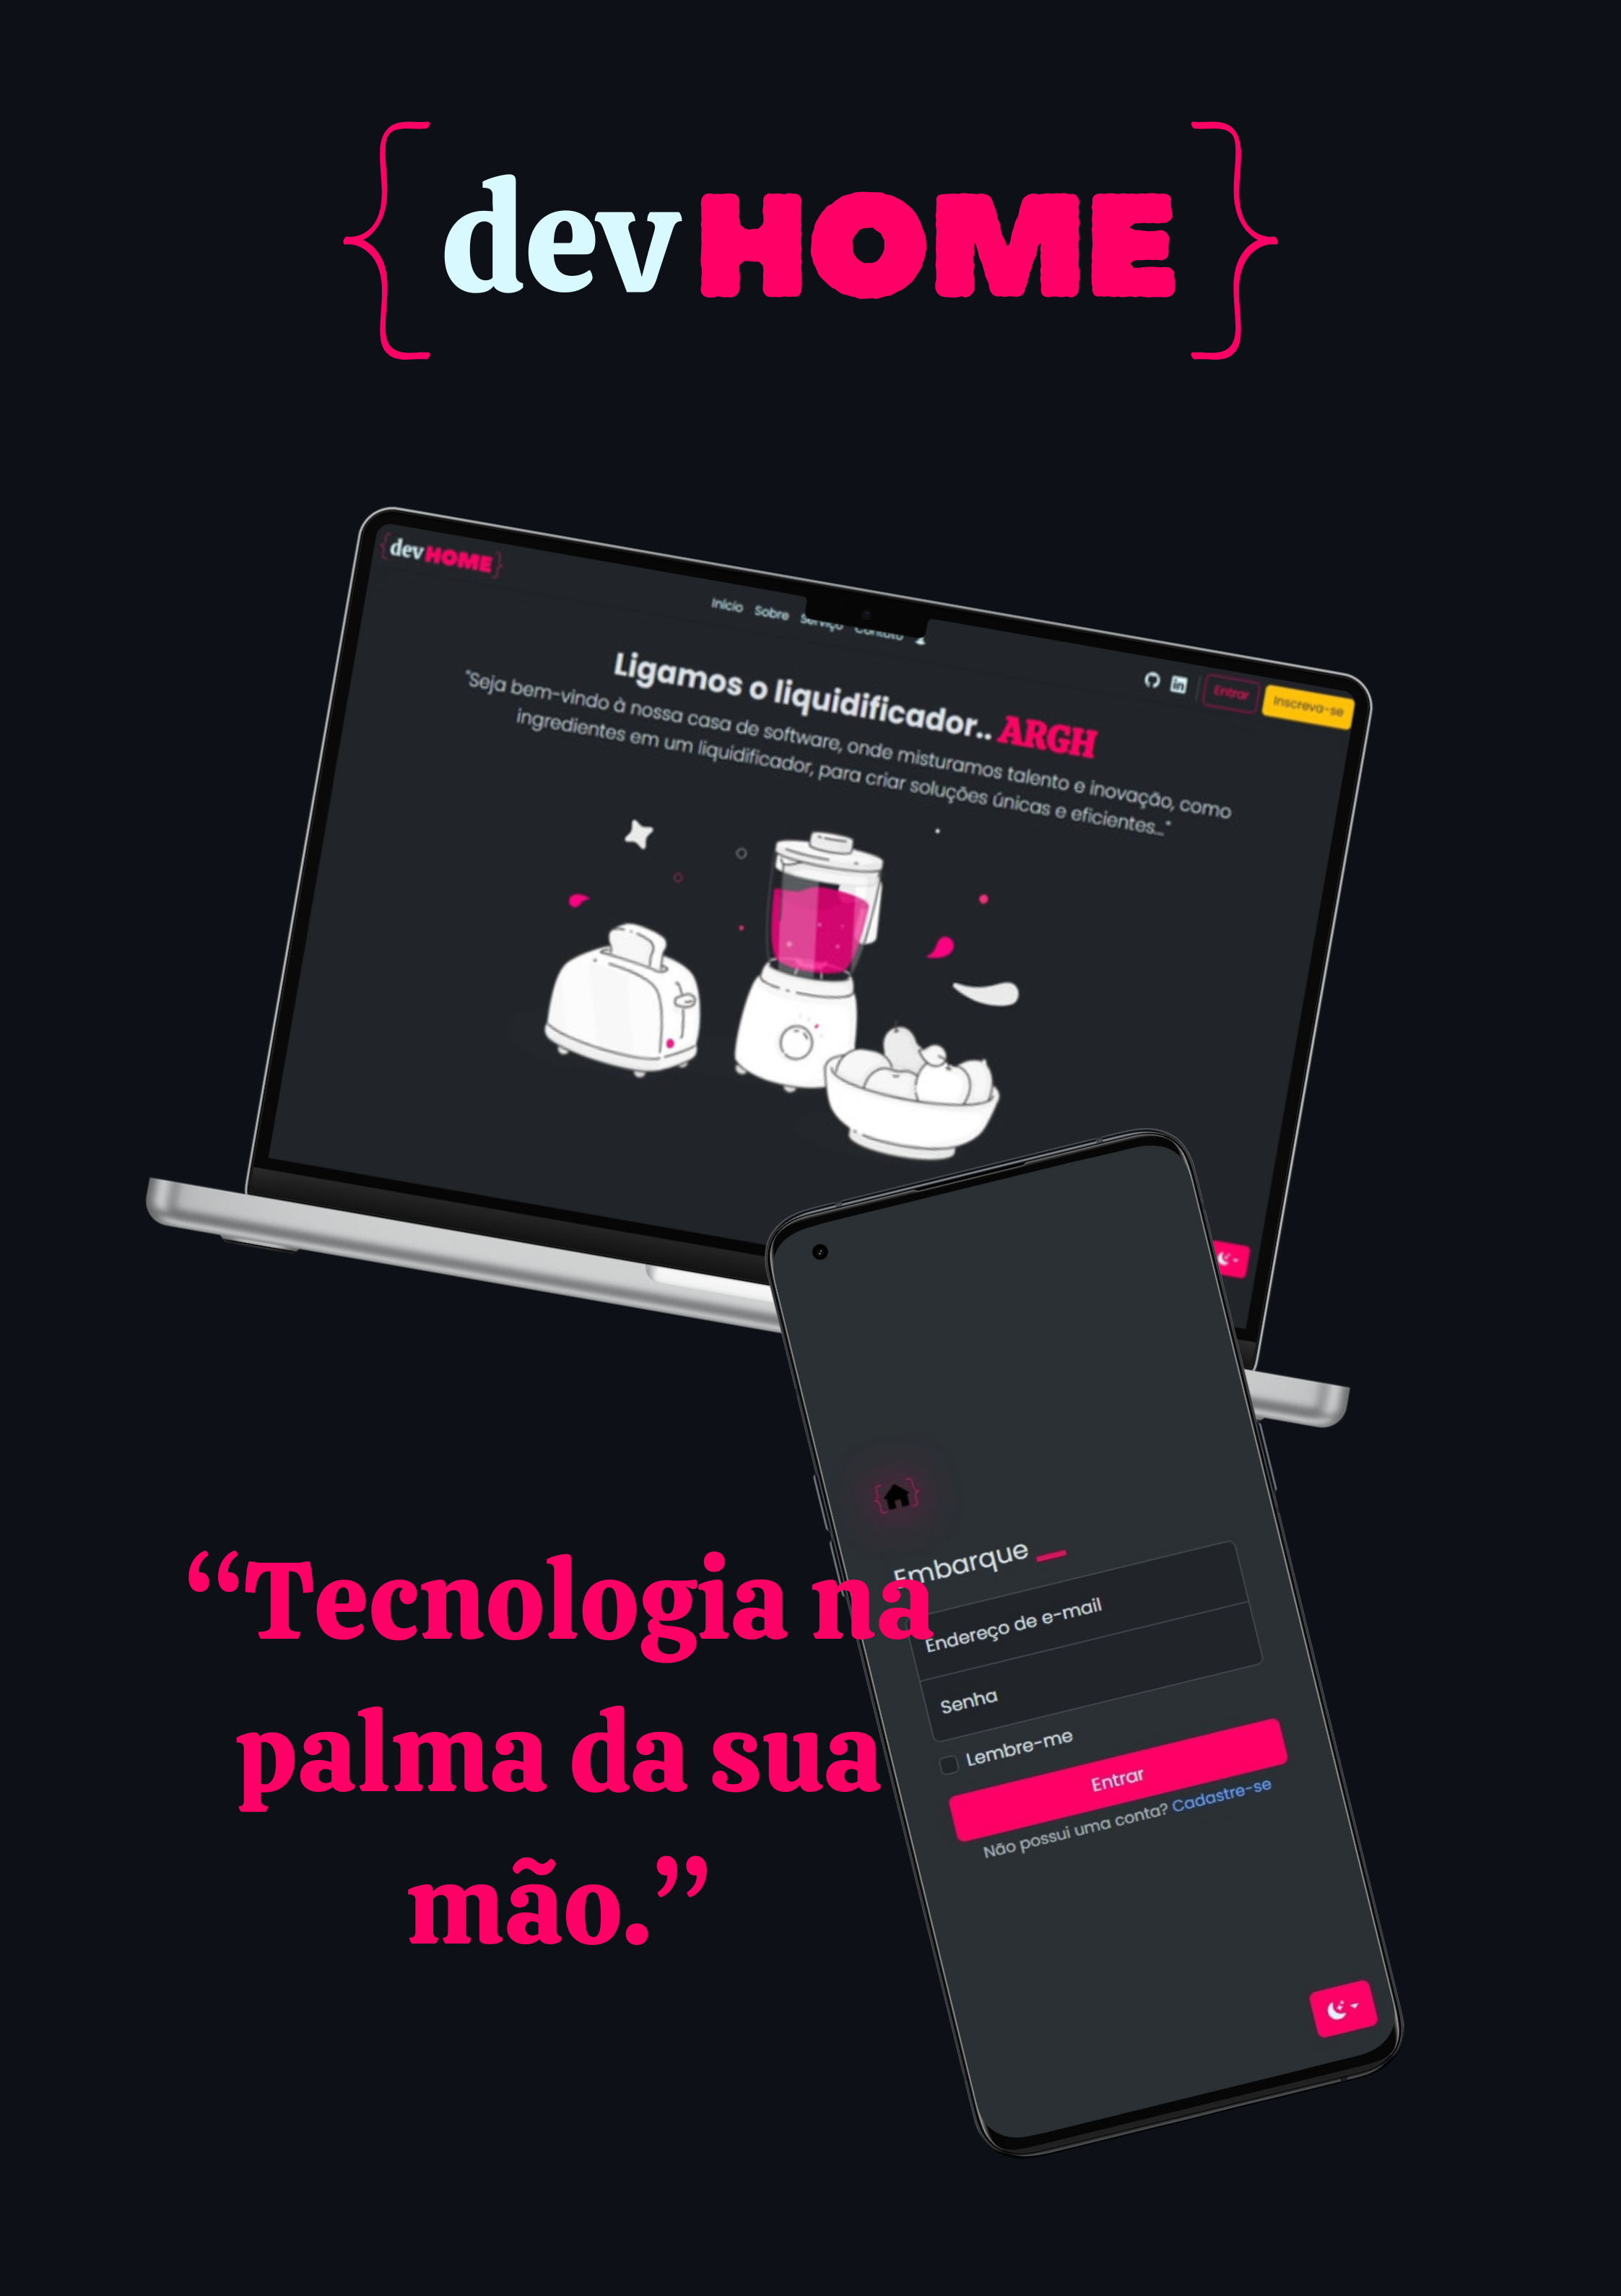 {devHOME}
{devHOME}
Início Sobre Serviço Contato
Entrar Inscreva-se
Ligamos o liquidificador.. ARGH
"Seja bem-vindo à nossa casa de software, onde misturamos talento e inovação, como
ingredientes em um liquidificador, para criar soluções únicas e eficientes..."
Embarque
Endereço de e-mail
Senha
Lembre-me
Entrar
Não possui uma conta? Cadastre-se
“Tecnologia na
palma da sua
mão.”